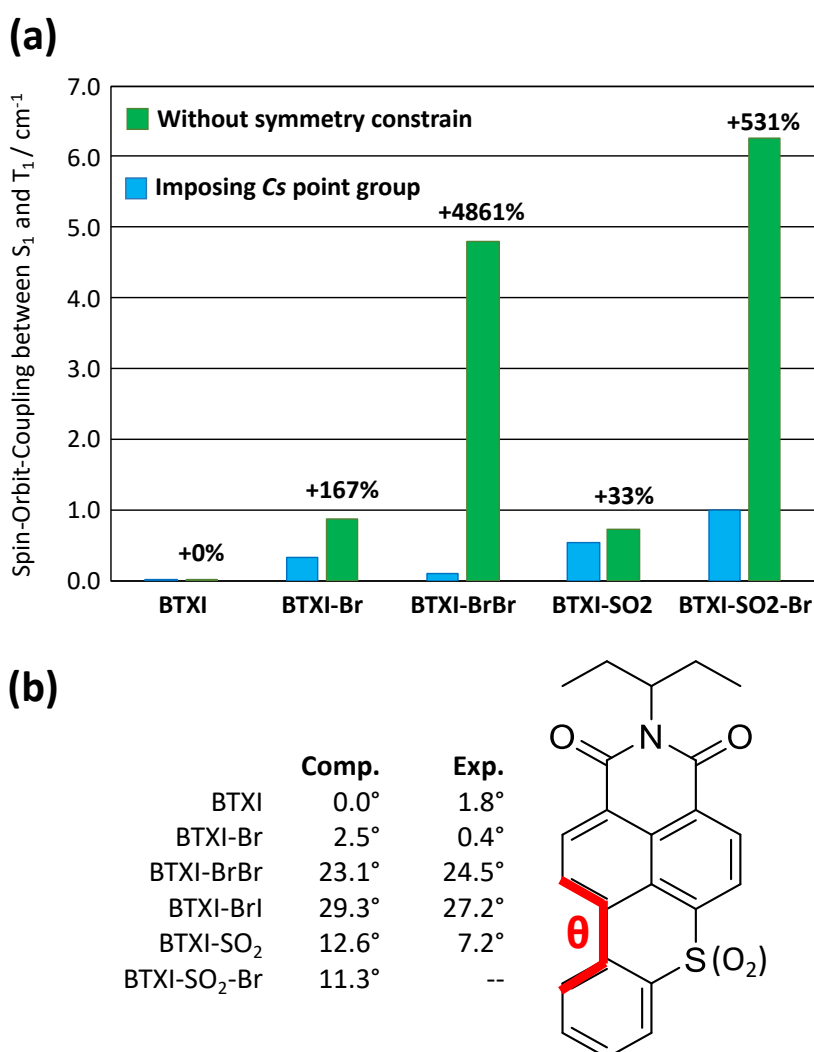 (a)
Spin-Orbit-Coupling between S₁ and T₁ / cm⁻¹
7.0
6.0
5.0
4.0
3.0
2.0
1.0
0.0
Without symmetry constrain
Imposing Cs point group
+0%
+167%
+4861%
+33%
+531%
BTXI BTXI-Br BTXI-BrBr BTXI-SO2 BTXI-SO2-Br
(b)
Comp. Exp.
BTXI 0.0° 1.8°
BTXI-Br 2.5° 0.4°
BTXI-BrBr 23.1° 24.5°
BTXI-BrI 29.3° 27.2°
BTXI-SO₂ 12.6° 7.2°
BTXI-SO₂-Br 11.3° --
O N O
θ
S(O₂)